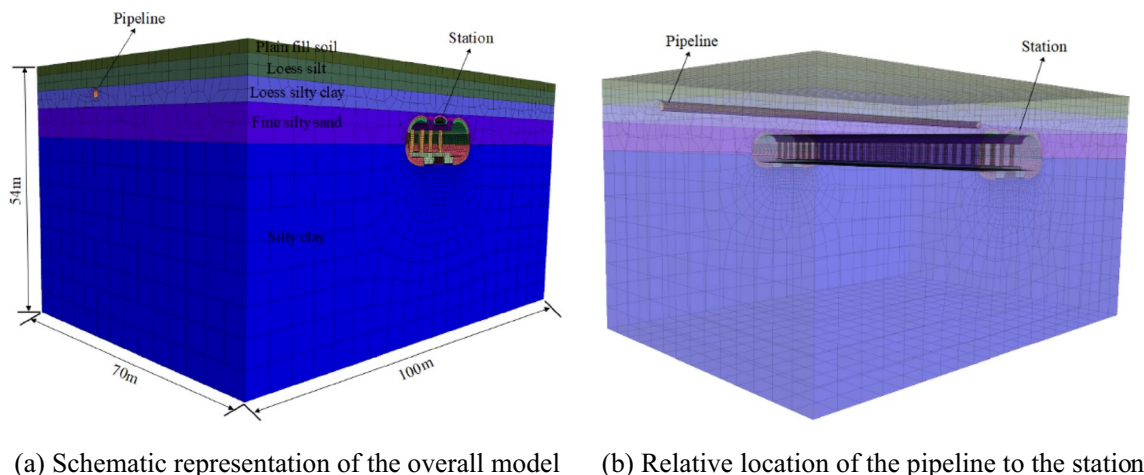 Pipeline
Station
Plain fill soil
Loess silt
Loess silty clay
Fine silty sand
Silty clay
54m
70m
100m
Pipeline
Station
(a) Schematic representation of the overall model
(b) Relative location of the pipeline to the station